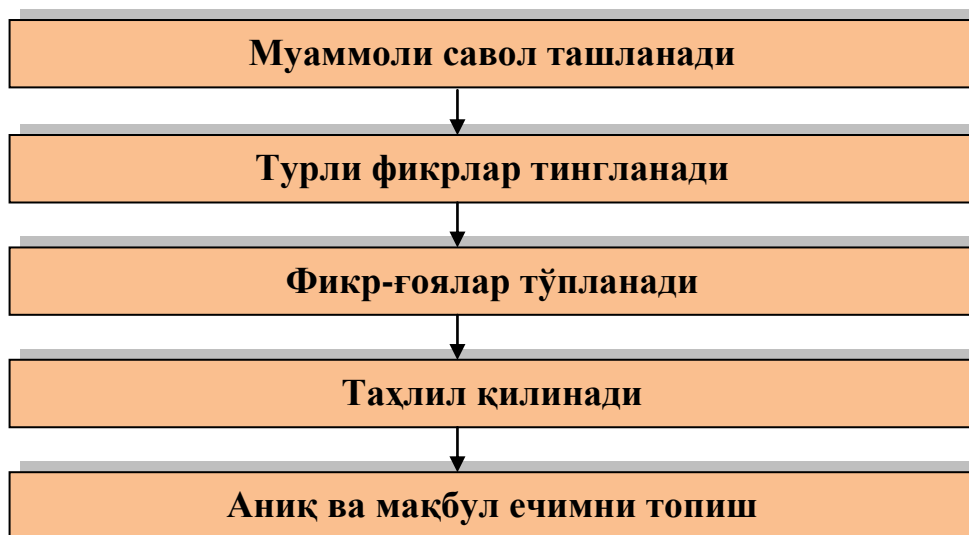 Муаммоли савол ташланади
Турли фикрлар тингланади
Фикр-ғоялар тўпланади
Таҳлил қилинади
Аниқ ва мақбул ечимни топиш